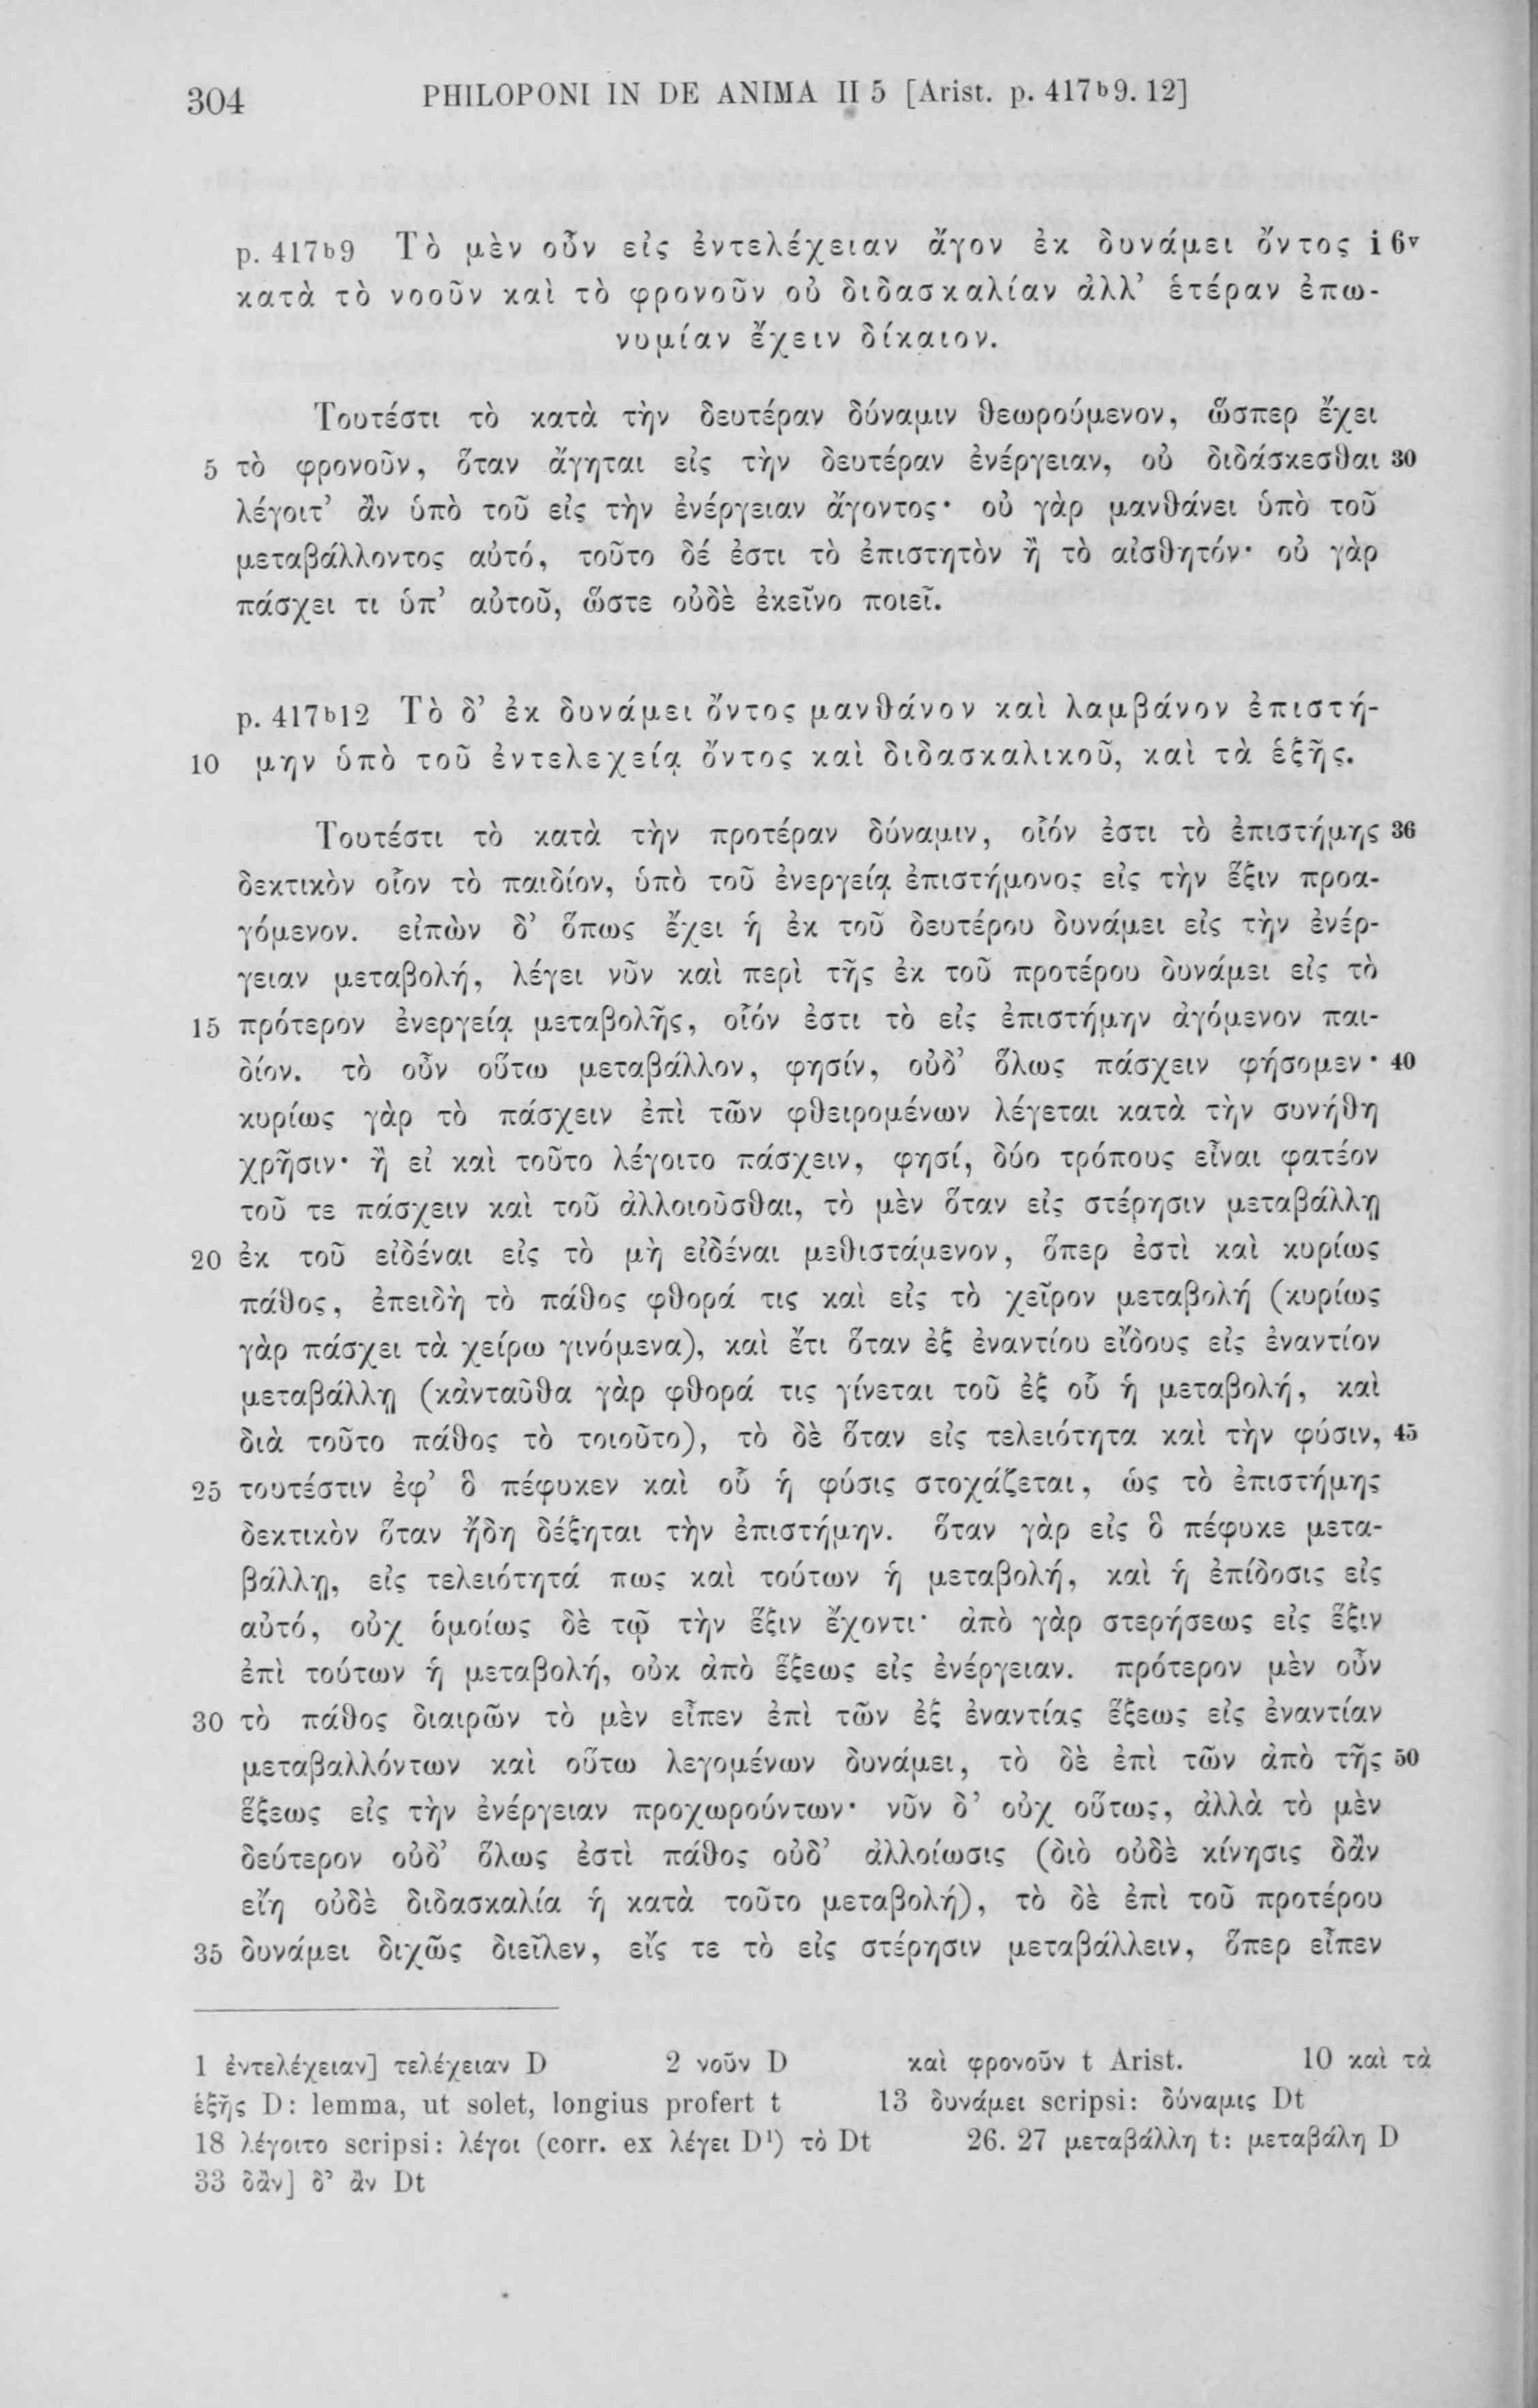 304 PHILOPONI IN DE ANIMA II 5 [Arist. p. 417ᵇ9. 12]
p. 417ᵇ9 Τὸ μὲν οὖν εἰς ἐντελέχειαν ἄγον ἐκ δυνάμει ὄντος i 6ᵛ
κατὰ τὸ νοοῦν καὶ τὸ φρονοῦν οὐ διδασκαλίαν ἀλλ’ ἑτέραν ἐπω-
νυμίαν ἔχειν δίκαιον.
Τουτέστι τὸ κατὰ τὴν δευτέραν δύναμιν θεωρούμενον, ὥσπερ ἔχει
5 τὸ φρονοῦν, ὅταν ἄγηται εἰς τὴν δευτέραν ἐνέργειαν, οὐ διδάσκεσθαι 30
λέγοιτ’ ἂν ὑπὸ τοῦ εἰς τὴν ἐνέργειαν ἄγοντος· οὐ γὰρ μανθάνει ὑπὸ τοῦ
μεταβάλλοντος αὐτό, τοῦτο δέ ἐστι τὸ ἐπιστητὸν ἢ τὸ αἰσθητόν· οὐ γὰρ
πάσχει τι ὑπ’ αὐτοῦ, ὥστε οὐδὲ ἐκεῖνο ποιεῖ.
p. 417ᵇ12 Τὸ δ’ ἐκ δυνάμει ὄντος μανθάνον καὶ λαμβάνον ἐπιστή-
10 μην ὑπὸ τοῦ ἐντελεχείᾳ ὄντος καὶ διδασκαλικοῦ, καὶ τὰ ἑξῆς.
Τουτέστι τὸ κατὰ τὴν προτέραν δύναμιν, οἷόν ἐστι τὸ ἐπιστήμης 36
δεκτικὸν οἷον τὸ παιδίον, ὑπὸ τοῦ ἐνεργείᾳ ἐπιστήμονος εἰς τὴν ἕξιν προα-
γόμενον. εἰπὼν δ’ ὅπως ἔχει ἡ ἐκ τοῦ δευτέρου δυνάμει εἰς τὴν ἐνέρ-
γειαν μεταβολή, λέγει νῦν καὶ περὶ τῆς ἐκ τοῦ προτέρου δυνάμει εἰς τὸ
15 πρότερον ἐνεργείᾳ μεταβολῆς, οἷόν ἐστι τὸ εἰς ἐπιστήμην ἀγόμενον παι-
δίον. τὸ οὖν οὕτω μεταβάλλον, φησίν, οὐδ’ ὅλως πάσχειν φήσομεν· 40
κυρίως γὰρ τὸ πάσχειν ἐπὶ τῶν φθειρομένων λέγεται κατὰ τὴν συνήθη
χρῆσιν· ἢ εἰ καὶ τοῦτο λέγοιτο πάσχειν, φησί, δύο τρόπους εἶναι φατέον
τοῦ τε πάσχειν καὶ τοῦ ἀλλοιοῦσθαι, τὸ μὲν ὅταν εἰς στέρησιν μεταβάλλῃ
20 ἐκ τοῦ εἰδέναι εἰς τὸ μὴ εἰδέναι μεθιστάμενον, ὅπερ ἐστὶ καὶ κυρίως
πάθος, ἐπειδὴ τὸ πάθος φθορά τις καὶ εἰς τὸ χεῖρον μεταβολή (κυρίως
γὰρ πάσχει τὰ χείρω γινόμενα), καὶ ἔτι ὅταν ἐξ ἐναντίου εἴδους εἰς ἐναντίον
μεταβάλλῃ (κἀνταῦθα γὰρ φθορά τις γίνεται τοῦ ἐξ οὗ ἡ μεταβολή, καὶ
διὰ τοῦτο πάθος τὸ τοιοῦτο), τὸ δὲ ὅταν εἰς τελειότητα καὶ τὴν φύσιν, 45
25 τουτέστιν ἐφ’ ὃ πέφυκεν καὶ οὗ ἡ φύσις στοχάζεται, ὡς τὸ ἐπιστήμης
δεκτικὸν ὅταν ἤδη δέξηται τὴν ἐπιστήμην. ὅταν γὰρ εἰς ὃ πέφυκε μετα-
βάλλῃ, εἰς τελειότητά πως καὶ τούτων ἡ μεταβολή, καὶ ἡ ἐπίδοσις εἰς
αὐτό, οὐχ ὁμοίως δὲ τῷ τὴν ἕξιν ἔχοντι· ἀπὸ γὰρ στερήσεως εἰς ἕξιν
ἐπὶ τούτων ἡ μεταβολή, οὐκ ἀπὸ ἕξεως εἰς ἐνέργειαν. πρότερον μὲν οὖν
30 τὸ πάθος διαιρῶν τὸ μὲν εἶπεν ἐπὶ τῶν ἐξ ἐναντίας ἕξεως εἰς ἐναντίαν
μεταβαλλόντων καὶ οὕτω λεγομένων δυνάμει, τὸ δὲ ἐπὶ τῶν ἀπὸ τῆς 50
ἕξεως εἰς τὴν ἐνέργειαν προχωρούντων· νῦν δ’ οὐχ οὕτως, ἀλλὰ τὸ μὲν
δεύτερον οὐδ’ ὅλως ἐστὶ πάθος οὐδ’ ἀλλοίωσις (διὸ οὐδὲ κίνησις δἂν
εἴη οὐδὲ διδασκαλία ἡ κατὰ τοῦτο μεταβολή), τὸ δὲ ἐπὶ τοῦ προτέρου
35 δυνάμει διχῶς διεῖλεν, εἴς τε τὸ εἰς στέρησιν μεταβάλλειν, ὅπερ εἶπεν
1 ἐντελέχειαν] τελέχειαν D 2 νοῦν D καὶ φρονοῦν t Arist. 10 καὶ τὰ
ἑξῆς D: lemma, ut solet, longius profert t 13 δυνάμει scripsi: δύναμις Dt
18 λέγοιτο scripsi: λέγοι (corr. ex λέγει D¹) τὸ Dt 26. 27 μεταβάλλη t: μεταβάλη D
33 δἂν] δ’ ἂν Dt